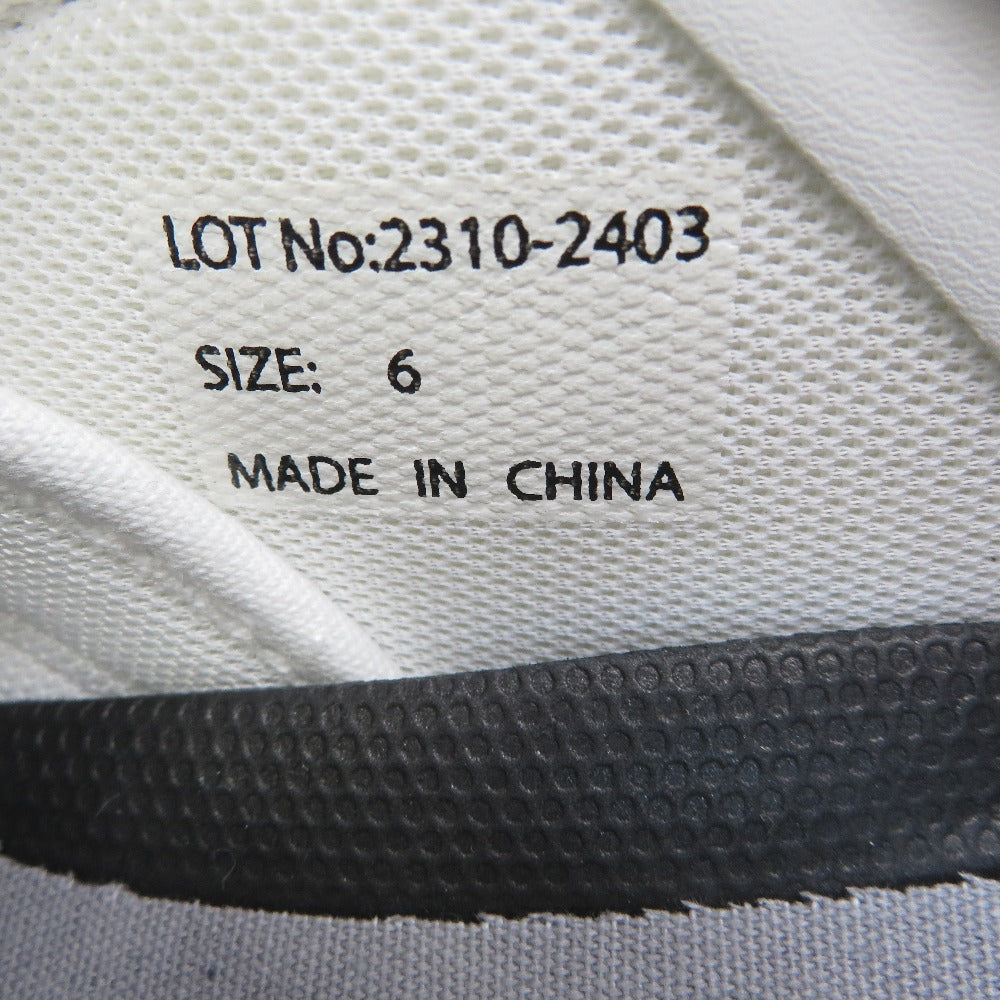 LOT No:2310-2403
SIZE: 6
MADE IN CHINA